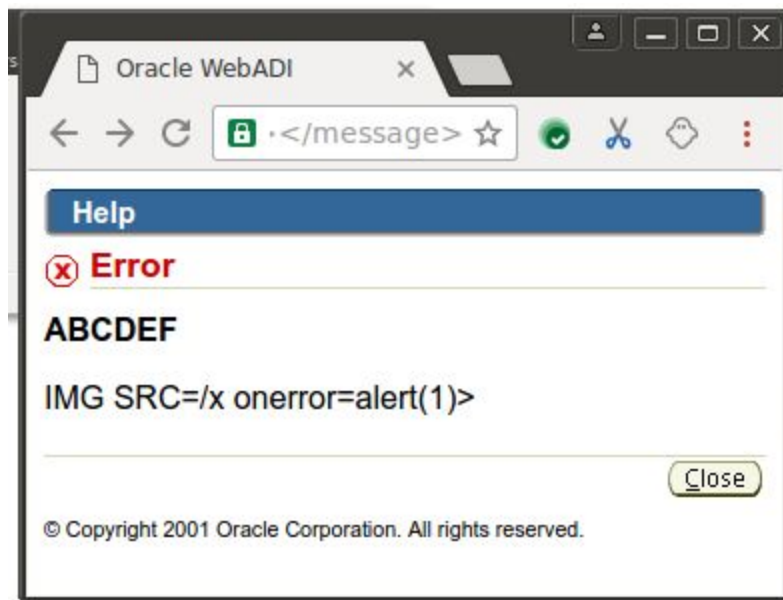 Oracle WebADI
·</message>
Help
Error
ABCDEF
IMG SRC=/x onerror=alert(1)>
Close
© Copyright 2001 Oracle Corporation. All rights reserved.